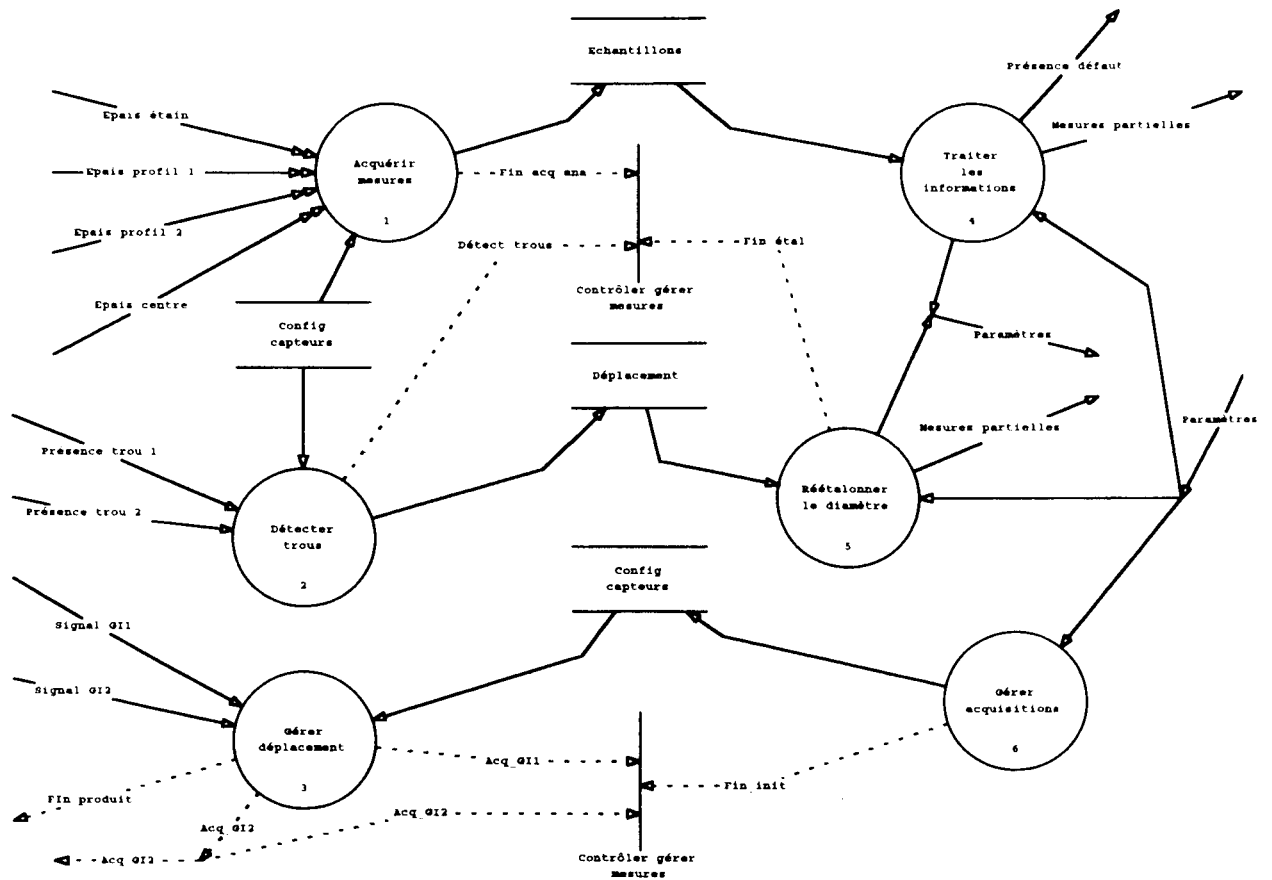 Echantillons
Présence défaut
Epais étain
Mesures partielles
Acquérir
mesures
1
Traiter
les
informations
4
Epais profil 1
Fin acq ana
Epais profil 2
Détect trous
Fin étal
Epais centre
Contrôler gérer
mesures
Config
capteurs
Paramètres
Déplacement
Paramètres
Mesures partielles
Présence trou 1
Réétalonner
le diamètre
5
Présence trou 2
Détecter
trous
2
Config
capteurs
Signal GI1
Signal GI2
Gérer
acquisitions
6
Gérer
déplacement
3
Acq_GI1
Fin init
FIn produit
Acq GI2
Acq_GI2
Acq GI2
Contrôler gérer
mesures